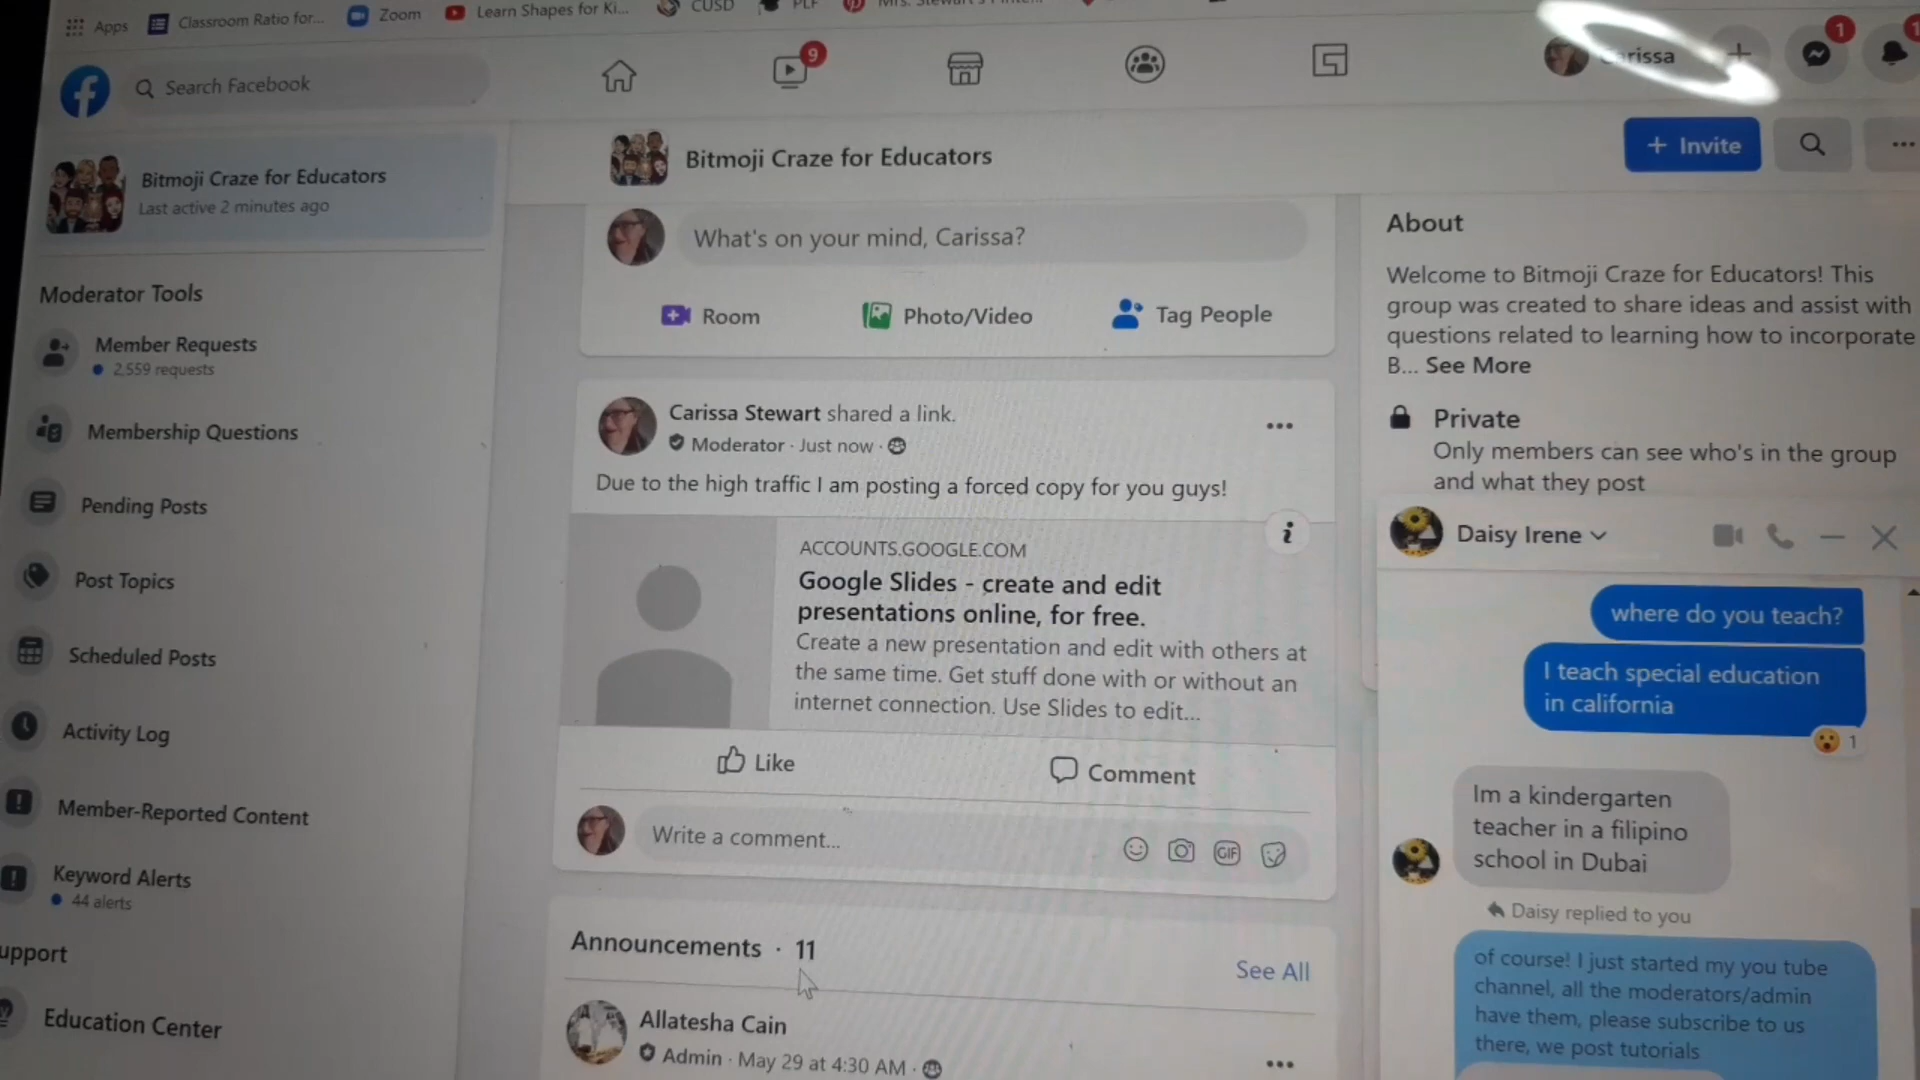 Apps
Classroom Ratio for...
Zoom
Learn Shapes for Ki...
CUSD
PLF
Search Facebook
9
1
Bitmoji Craze for Educators
Last active 2 minutes ago
Moderator Tools
Member Requests
2,559 requests
Membership Questions
Pending Posts
Post Topics
Scheduled Posts
Activity Log
Member-Reported Content
Keyword Alerts
44 alerts
upport
Education Center
Bitmoji Craze for Educators
+ Invite
What's on your mind, Carissa?
Room
Photo/Video
Tag People
Carissa Stewart shared a link.
Moderator · Just now ·
Due to the high traffic I am posting a forced copy for you guys!
ACCOUNTS.GOOGLE.COM
Google Slides - create and edit
presentations online, for free.
Create a new presentation and edit with others at
the same time. Get stuff done with or without an
internet connection. Use Slides to edit...
Like
Comment
Write a comment...
GIF
Announcements · 11
See All
Allatesha Cain
Admin · May 29 at 4:30 AM ·
About
Welcome to Bitmoji Craze for Educators! This
group was created to share ideas and assist with
questions related to learning how to incorporate
B... See More
Private
Only members can see who's in the group
and what they post
Daisy Irene
where do you teach?
I teach special education
in california
1
Im a kindergarten
teacher in a filipino
school in Dubai
Daisy replied to you
of course! I just started my you tube
channel, all the moderators/admin
have them, please subscribe to us
there, we post tutorials